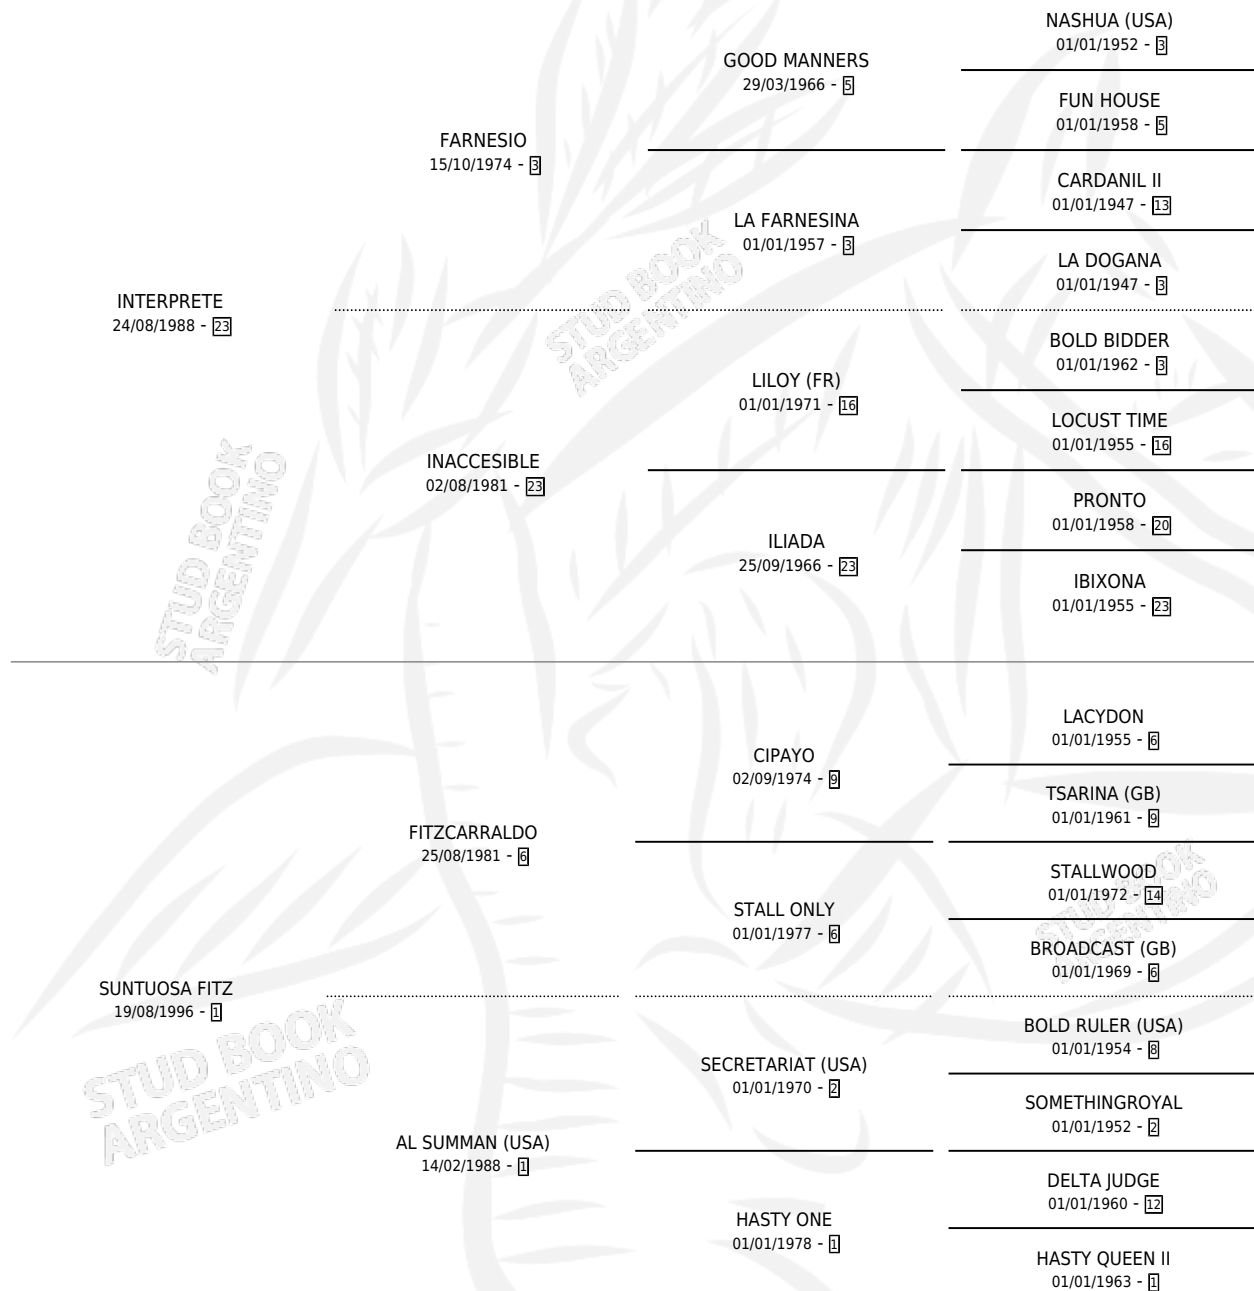 NASHUA (USA)
01/01/1952 - 3
GOOD MANNERS
29/03/1966 - 5
FUN HOUSE
01/01/1958 - 5
FARNESIO
15/10/1974 - 3
CARDANIL II
01/01/1947 - 13
LA FARNESINA
01/01/1957 - 3
LA DOGANA
01/01/1947 - 3
INTERPRETE
24/08/1988 - 23
BOLD BIDDER
01/01/1962 - 3
LILOY (FR)
01/01/1971 - 16
LOCUST TIME
01/01/1955 - 16
INACCESIBLE
02/08/1981 - 23
PRONTO
01/01/1958 - 20
ILIADA
25/09/1966 - 23
IBIXONA
01/01/1955 - 23
LACYDON
01/01/1955 - 6
CIPAYO
02/09/1974 - 9
TSARINA (GB)
01/01/1961 - 9
FITZCARRALDO
25/08/1981 - 6
STALLWOOD
01/01/1972 - 14
STALL ONLY
01/01/1977 - 6
BROADCAST (GB)
01/01/1969 - 6
SUNTUOSA FITZ
19/08/1996 - 1
BOLD RULER (USA)
01/01/1954 - 8
SECRETARIAT (USA)
01/01/1970 - 2
SOMETHINGROYAL
01/01/1952 - 2
AL SUMMAN (USA)
14/02/1988 - 1
DELTA JUDGE
01/01/1960 - 12
HASTY ONE
01/01/1978 - 1
HASTY QUEEN II
01/01/1963 - 1
STUD BOOK
ARGENTINO
STUD BOOK
ARGENTINO
STUD BOOK
ARGENTINO
STUD BOOK
ARGENTINO